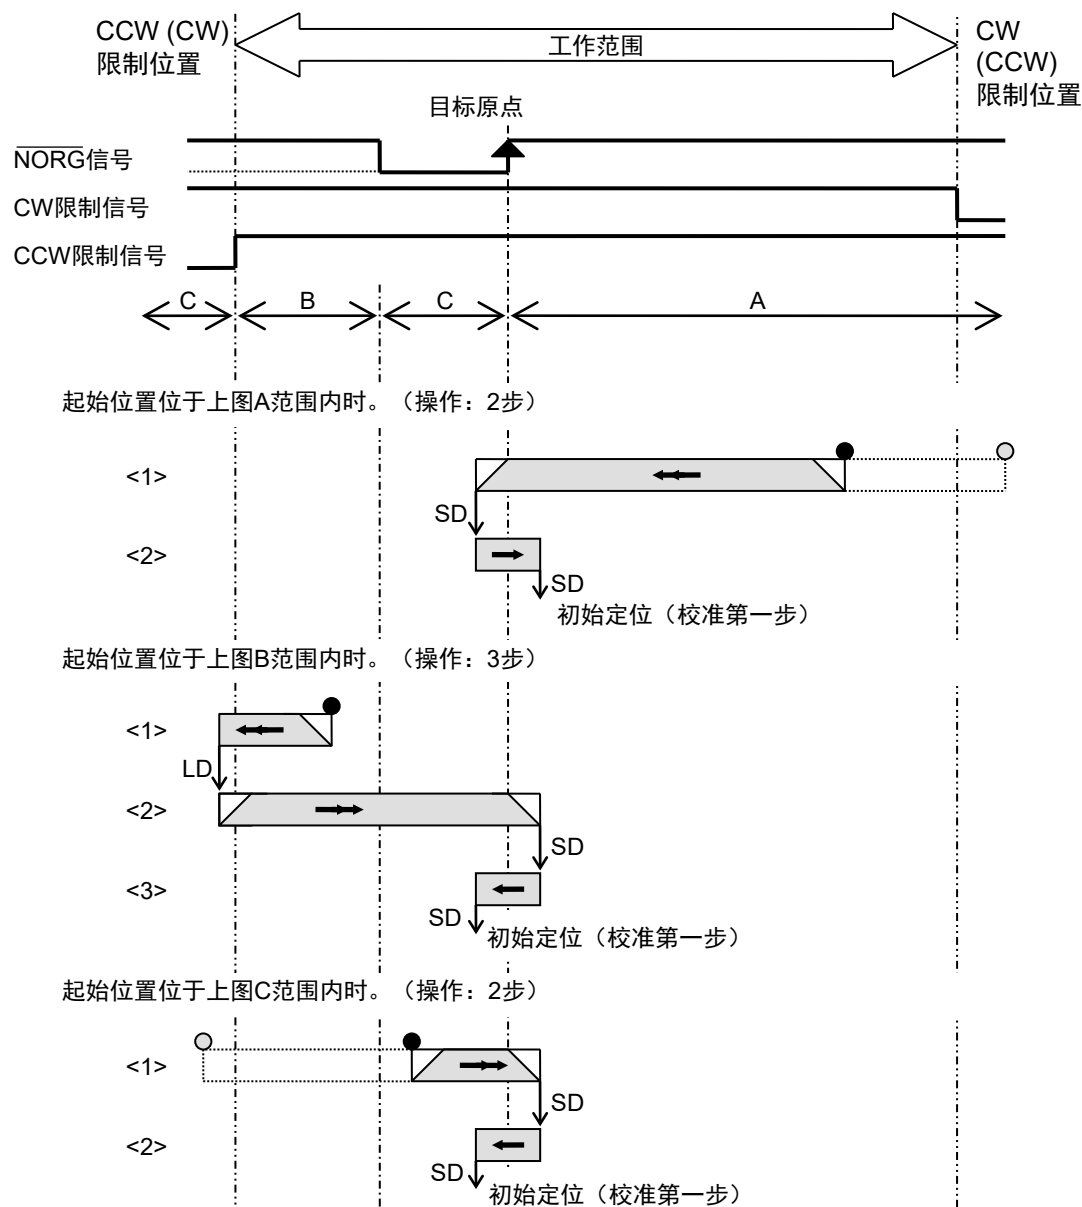 CCW (CW)
限制位置
工作范围
CW
(CCW)
限制位置
目标原点
NORG信号
CW限制信号
CCW限制信号
C
B
C
A
起始位置位于上图A范围内时。（操作：2步）
<1>
SD
<2>
SD
初始定位（校准第一步）
起始位置位于上图B范围内时。（操作：3步）
<1>
LD
<2>
SD
<3>
SD
初始定位（校准第一步）
起始位置位于上图C范围内时。（操作：2步）
<1>
SD
<2>
SD
初始定位（校准第一步）